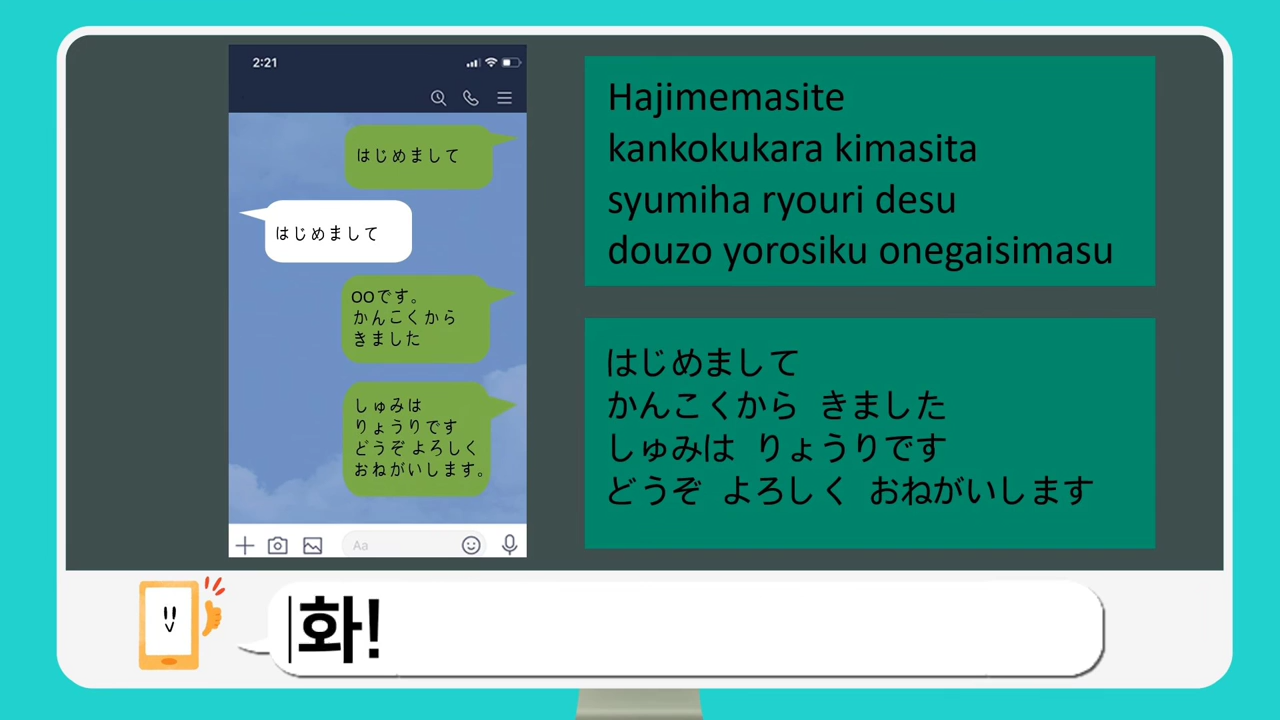 2:21
はじめまして
はじめまして
OOです。
かんこくから
きました
しゅみは
りょうりです
どうぞ よろしく
おねがいします。
Aa
Hajimemasite
kankokukara kimasita
syumiha ryouri desu
douzo yorosiku onegaisimasu
はじめまして
かんこくから きました
しゅみは りょうりです
どうぞ よろしく おねがいします
화!